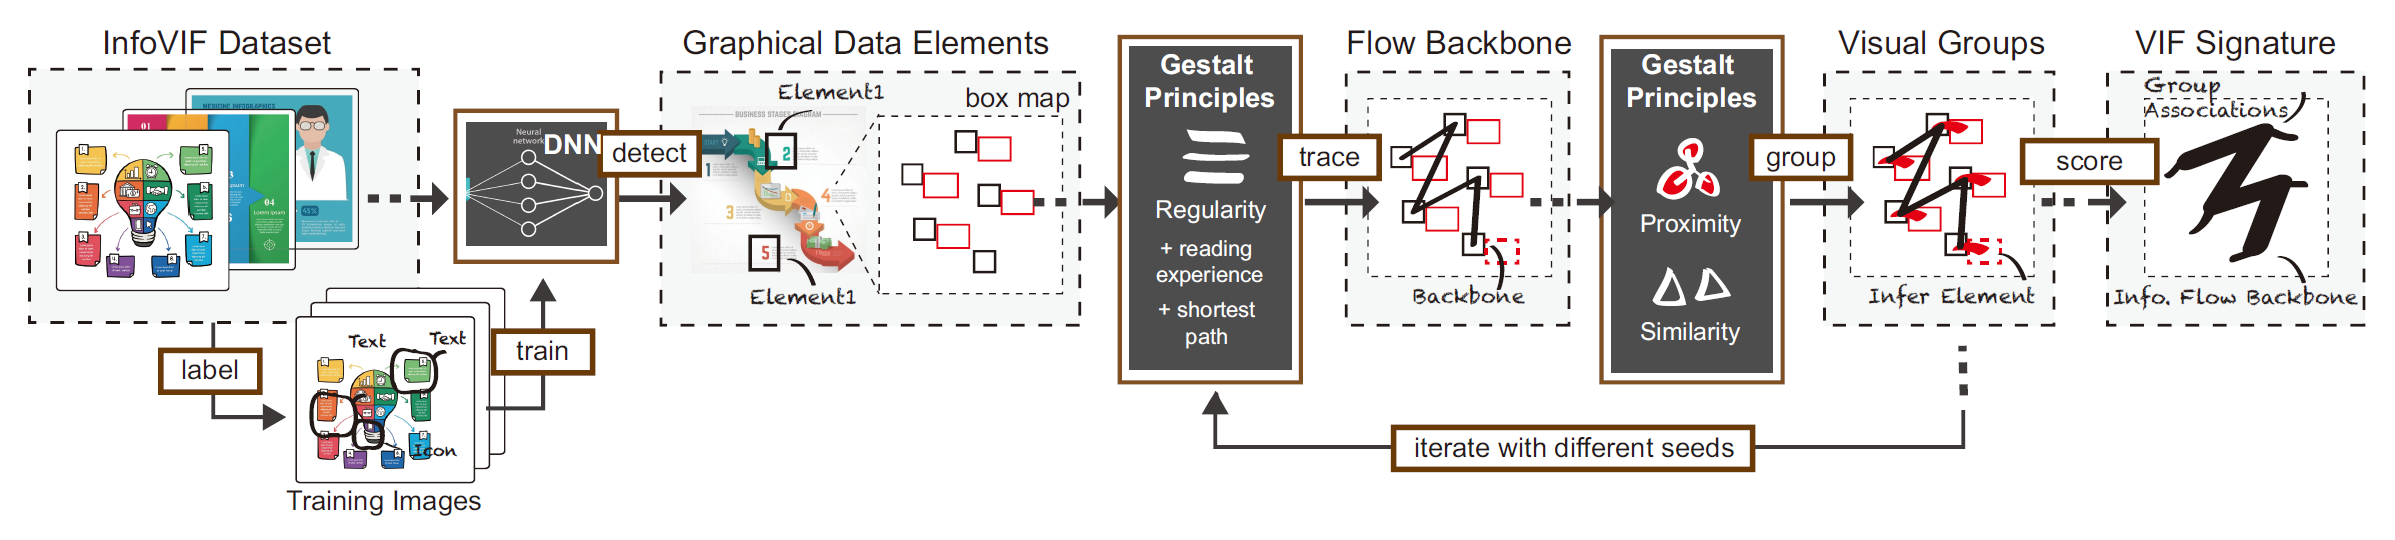 InfoVIF Dataset
MEDICINE INFOGRAPHICS
01
04
Lorem ipsum
43%
label
Text
Text
Icon
Training Images
train
Neural
network
DNN
detect
Graphical Data Elements
Element1
box map
BUSINESS STAGES DIAGRAM
START
1
2
3
4
5
Element1
Gestalt
Principles
Regularity
+ reading
experience
+ shortest
path
trace
Flow Backbone
Backbone
Gestalt
Principles
Proximity
Similarity
group
Visual Groups
Infer Element
score
VIF Signature
Group
Associations
Info. Flow Backbone
iterate with different seeds